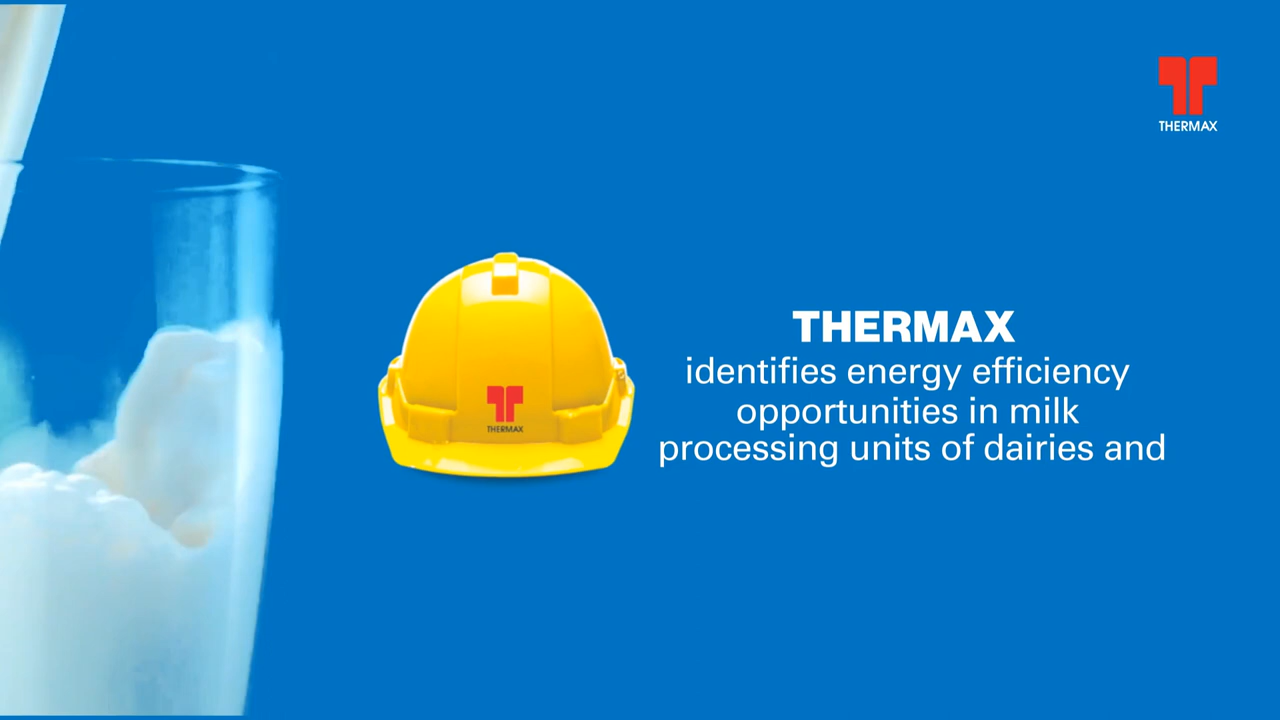 THERMAX
THERMAX
identifies energy efficiency
opportunities in milk
processing units of dairies and
THERMAX